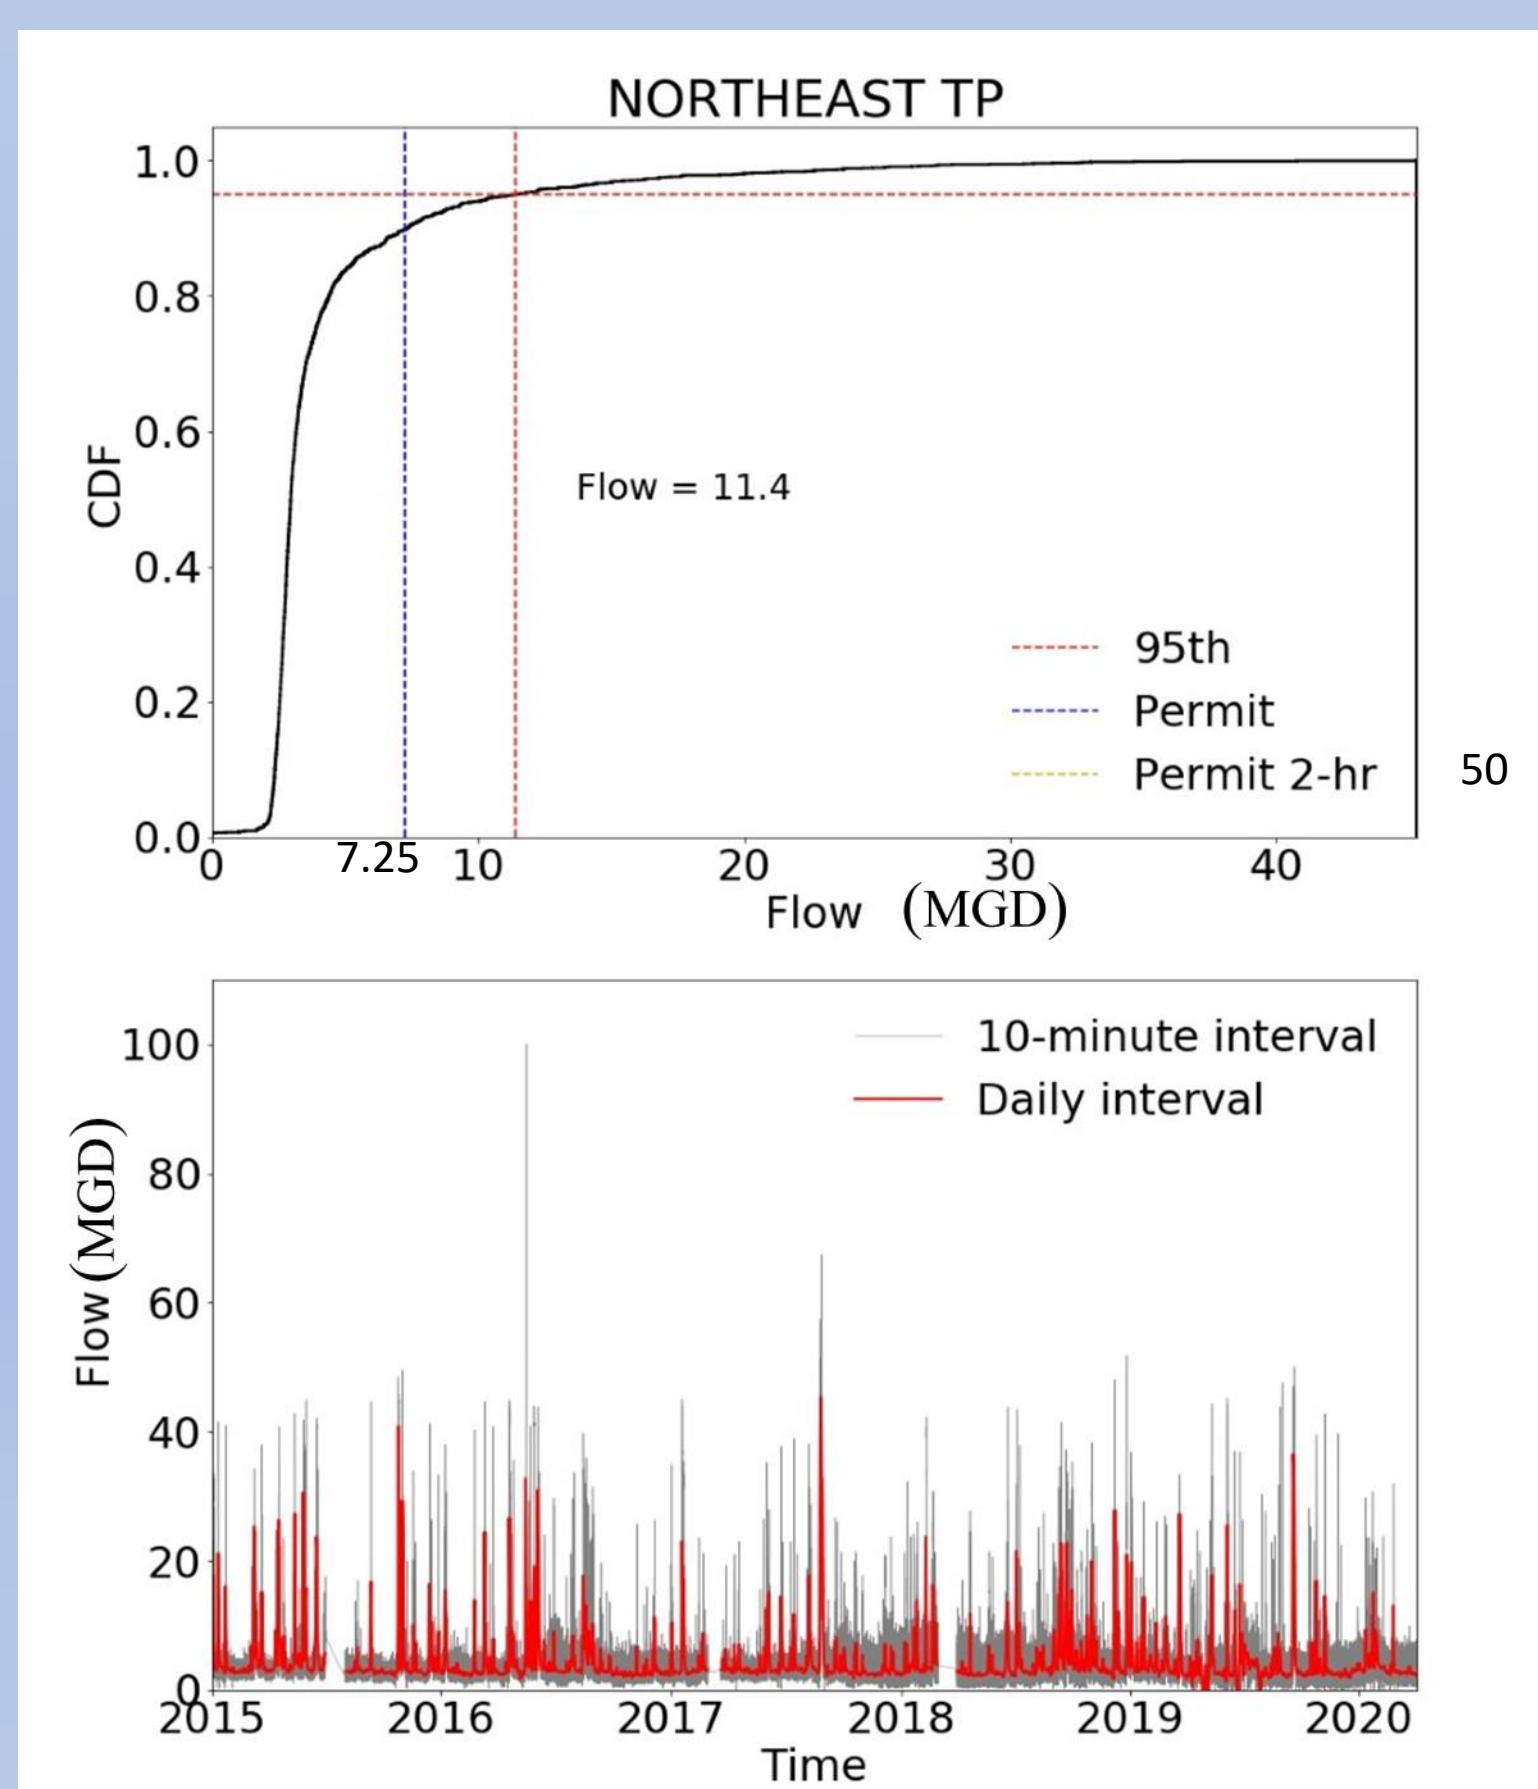 NORTHEAST TP
1.0
0.8
0.6
0.4
0.2
0.0
CDF
Flow = 11.4
95th
Permit
Permit 2-hr
50
0
7.25
10
20
30
40
Flow (MGD)
100
80
60
40
20
0
Flow (MGD)
10-minute interval
Daily interval
2015
2016
2017
2018
2019
2020
Time